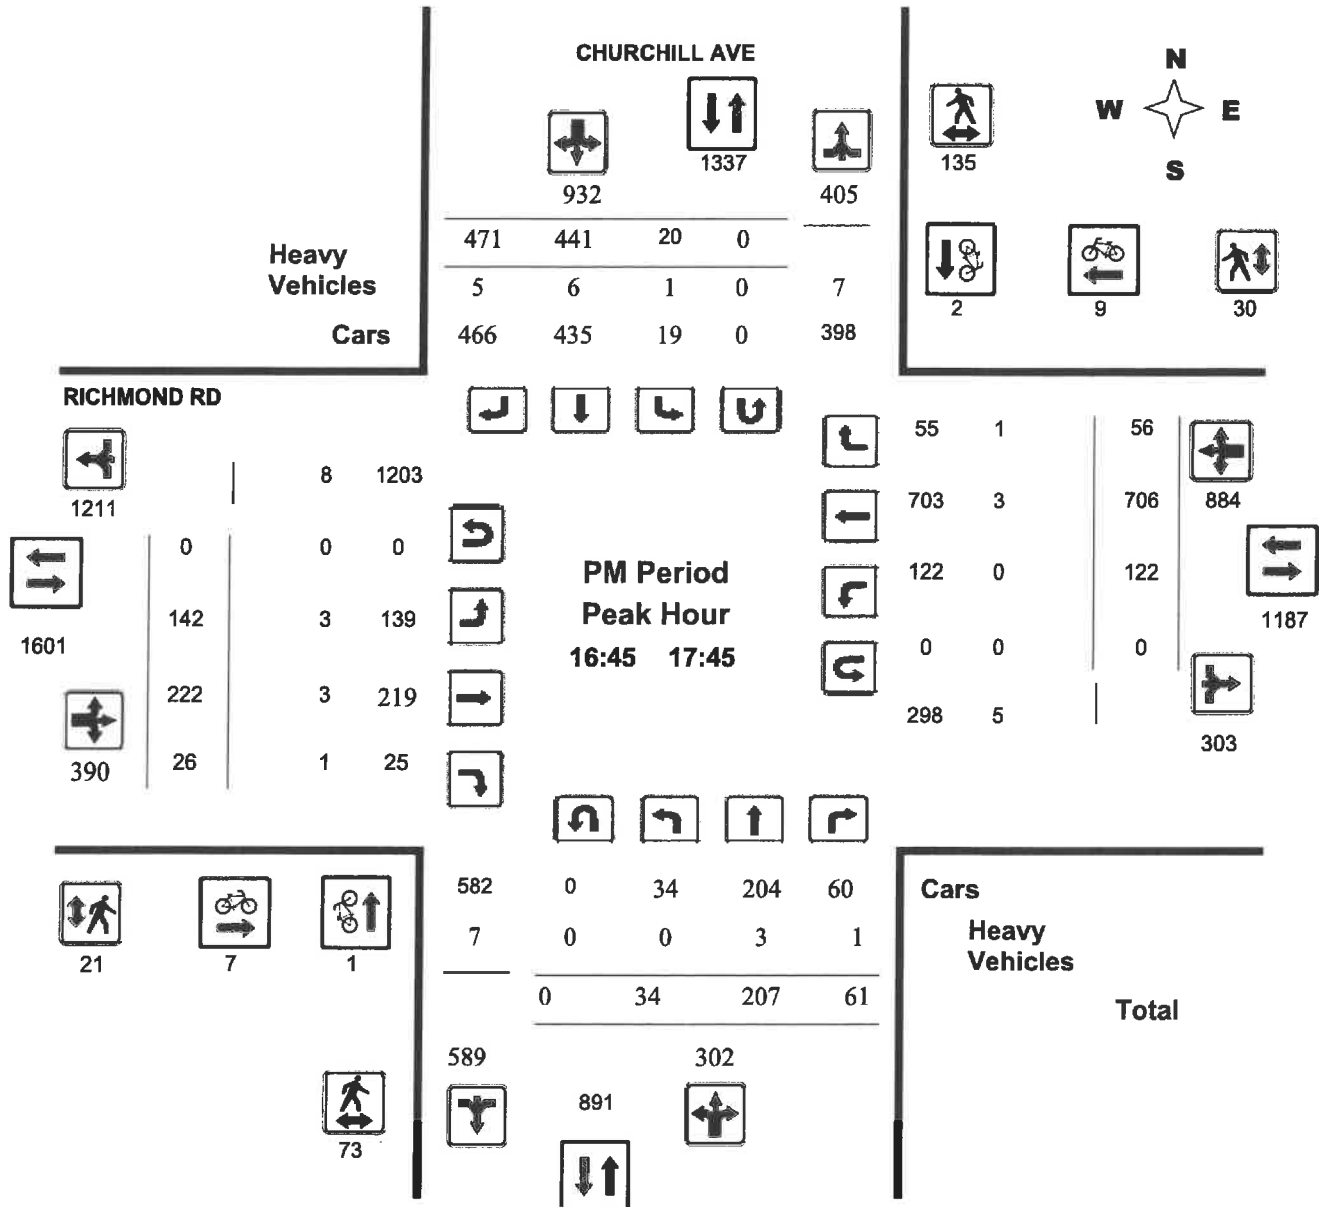 CHURCHILL AVE
N
W E
S
1337
135
932
405
471 441 20 0
Heavy
Vehicles
5 6 1 0 7
2 9 30
Cars
466 435 19 0 398
RICHMOND RD
55 1 56
8 1203
1211
703 3 706 884
0 0 0
PM Period
122 0 122
Peak Hour
142 3 139
1187
1601
16:45 17:45
0 0 0
222 3 219
298 5
303
390
26 1 25
582 0 34 204 60
Cars
7 0 0 3 1
Heavy
Vehicles
21 7 1
0 34 207 61
Total
589 302
891
73